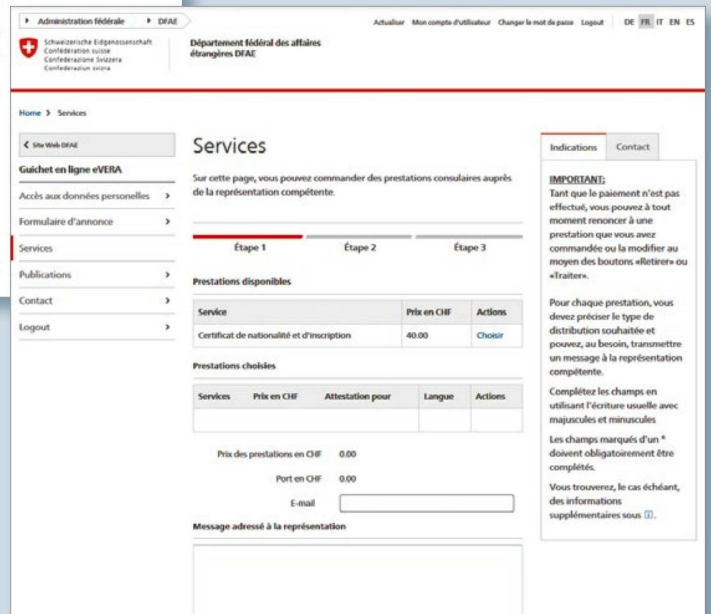 Administration fédérale DFAE
Actualiser Mon compte d'utilisateur Changer le mot de passe Logout DE FR IT EN ES
Schweizerische Eidgenossenschaft
Confédération suisse
Confederazione Svizzera
Confederaziun svizra
Département fédéral des affaires
étrangères DFAE
Home > Services
Site Web DFAE
Guichet en ligne eVERA
Accès aux données personelles
Formulaire d'annonce
Services
Publications
Contact
Logout
Services
Sur cette page, vous pouvez commander des prestations consulaires auprès
de la représentation compétente.
Étape 1 Étape 2 Étape 3
Prestations disponibles
Service Prix en CHF Actions
Certificat de nationalité et d'inscription 40.00 Choisir
Prestations choisies
Services Prix en CHF Attestation pour Langue Actions
Prix des prestations en CHF 0.00
Port en CHF 0.00
E-mail
Message adressé à la représentation
Indications Contact
IMPORTANT:
Tant que le paiement n'est pas
effectué, vous pouvez à tout
moment renoncer à une
prestation que vous avez
commandée ou la modifier au
moyen des boutons «Retirer» ou
«Traiter».
Pour chaque prestation, vous
devez préciser le type de
distribution souhaitée et
pouvez, au besoin, transmettre
un message à la représentation
compétente.
Complétez les champs en
utilisant l'écriture usuelle avec
majuscules et minuscules
Les champs marqués d'un *
doivent obligatoirement être
complétés.
Vous trouverez, le cas échéant,
des informations
supplémentaires sous i.